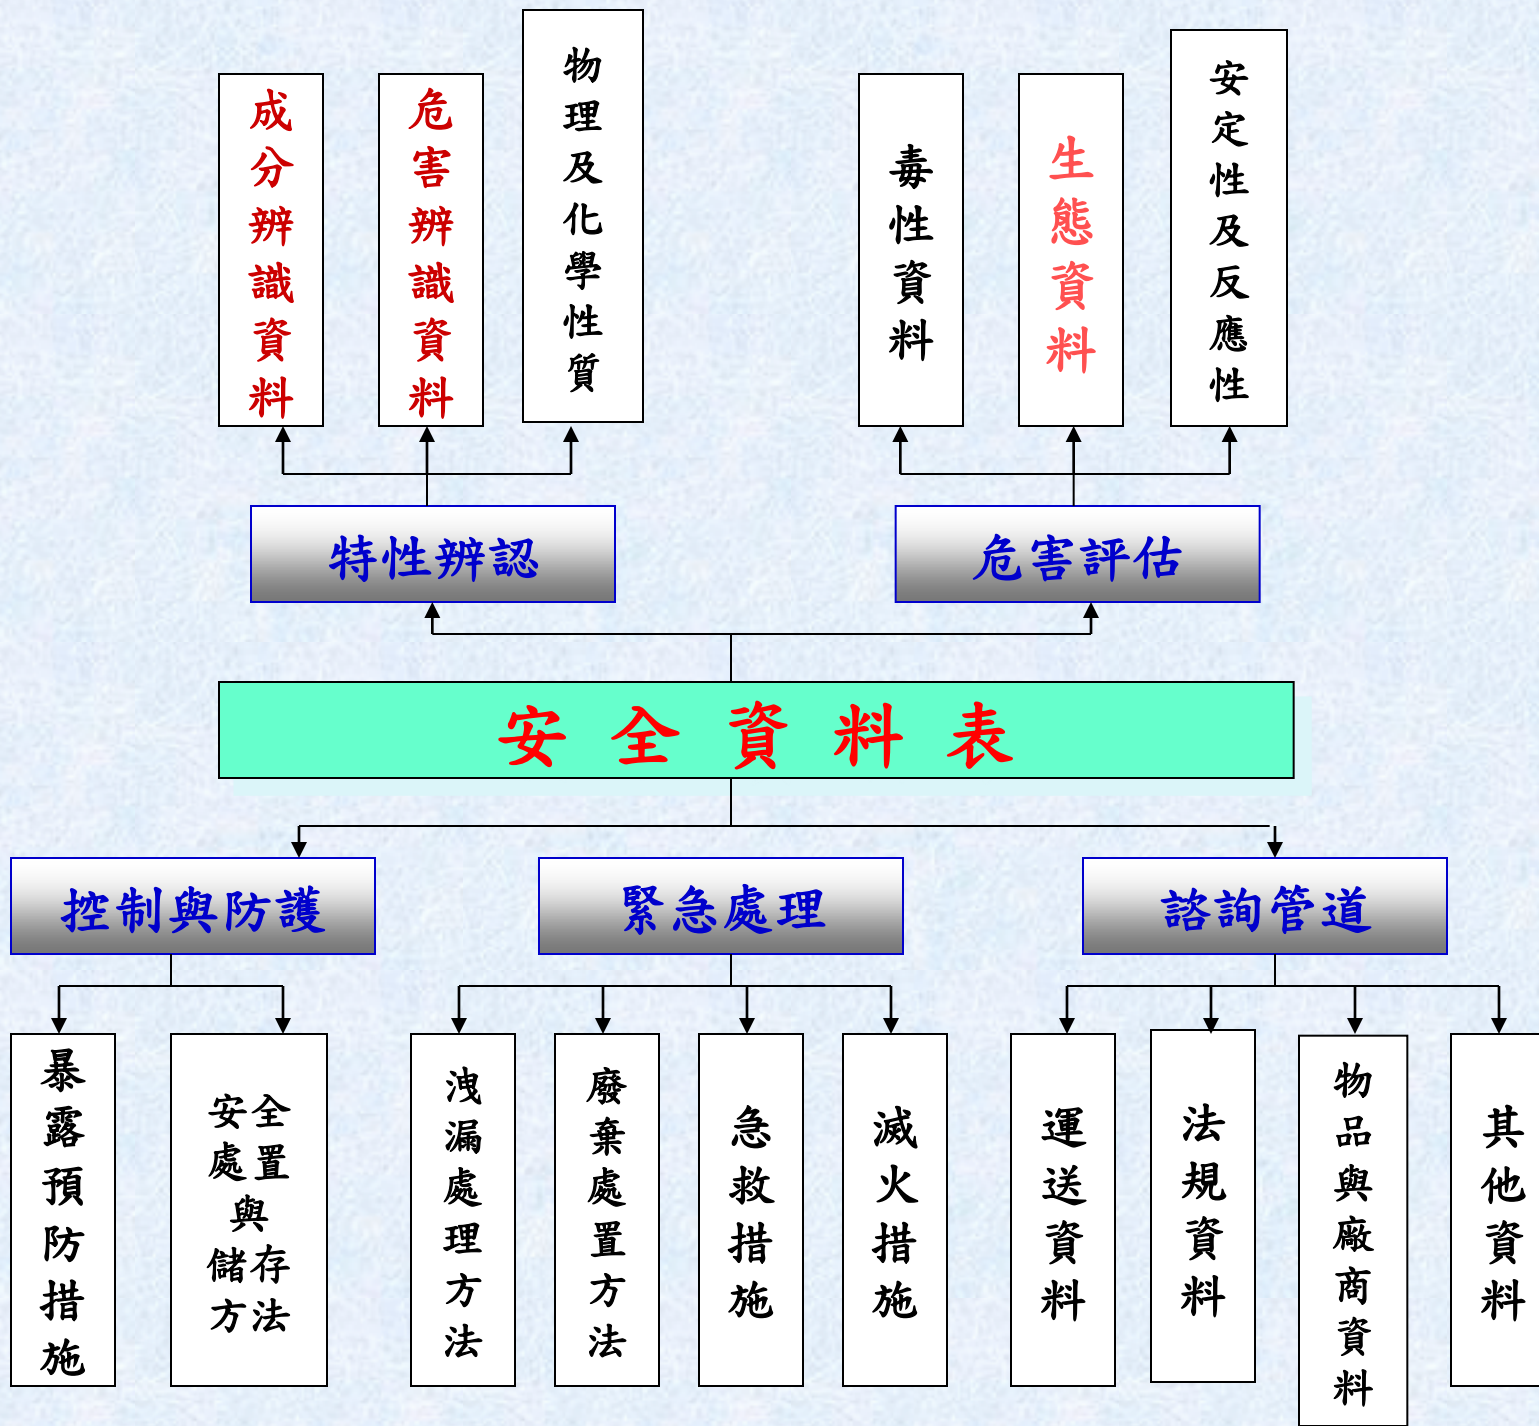 成分辨識資料
危害辨識資料
物理及化學性質
毒性資料
生態資料
安定性及反應性
特性辨認
危害評估
安全資料表
控制與防護
緊急處理
諮詢管道
暴露預防措施
安全
處置
與
儲存
方法
洩漏處理方法
廢棄處置方法
急救措施
滅火措施
運送資料
法規資料
物品與廠商資料
其他資料